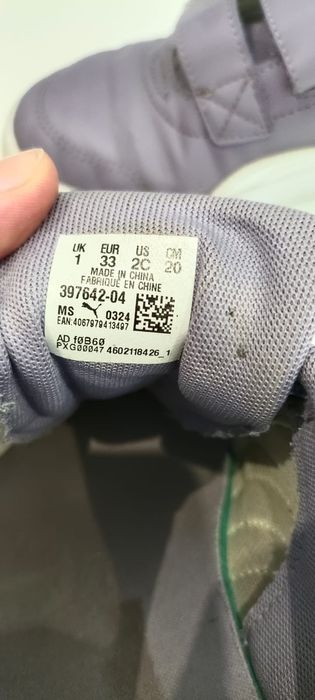 UK EUR US CM
1 33 2C 20
MADE IN CHINA
FABRIQUÉ EN CHINE
397642-04
MS 0324
EAN: 4067979413497
AD f0B60
PXG00047 4602118426_1